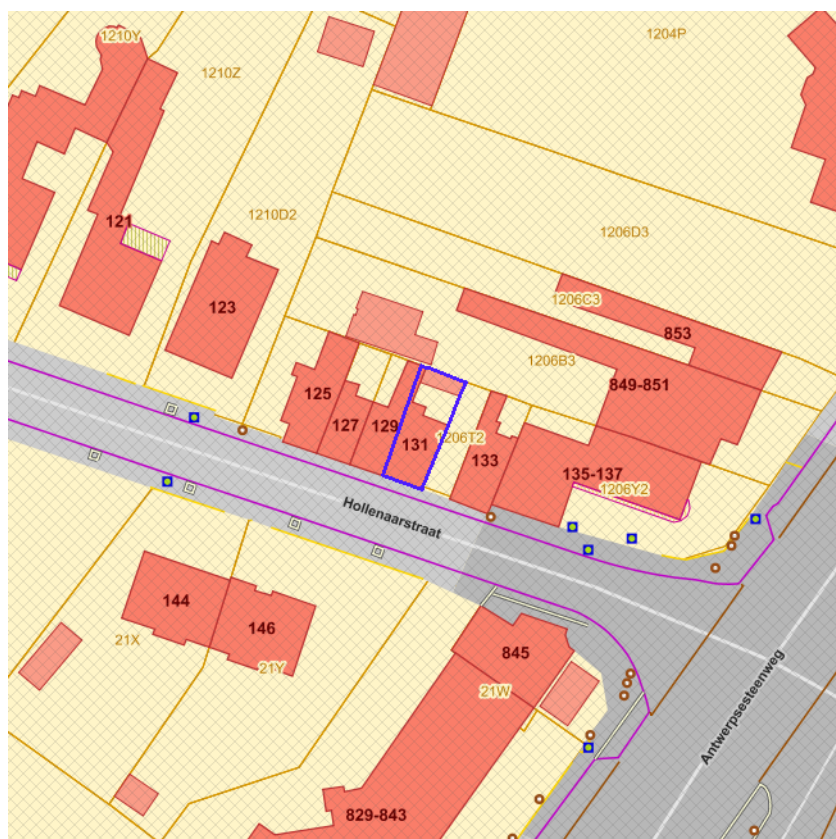 1210Y
1204P
1210Z
121
1210D2
1206D3
123
1206C3
853
1206B3
849-851
125
127
129
131
1206T2
133
135-137
1206Y2
Hollenaarstraat
144
146
21X
21Y
845
21W
Antwerpsesteenweg
829-843